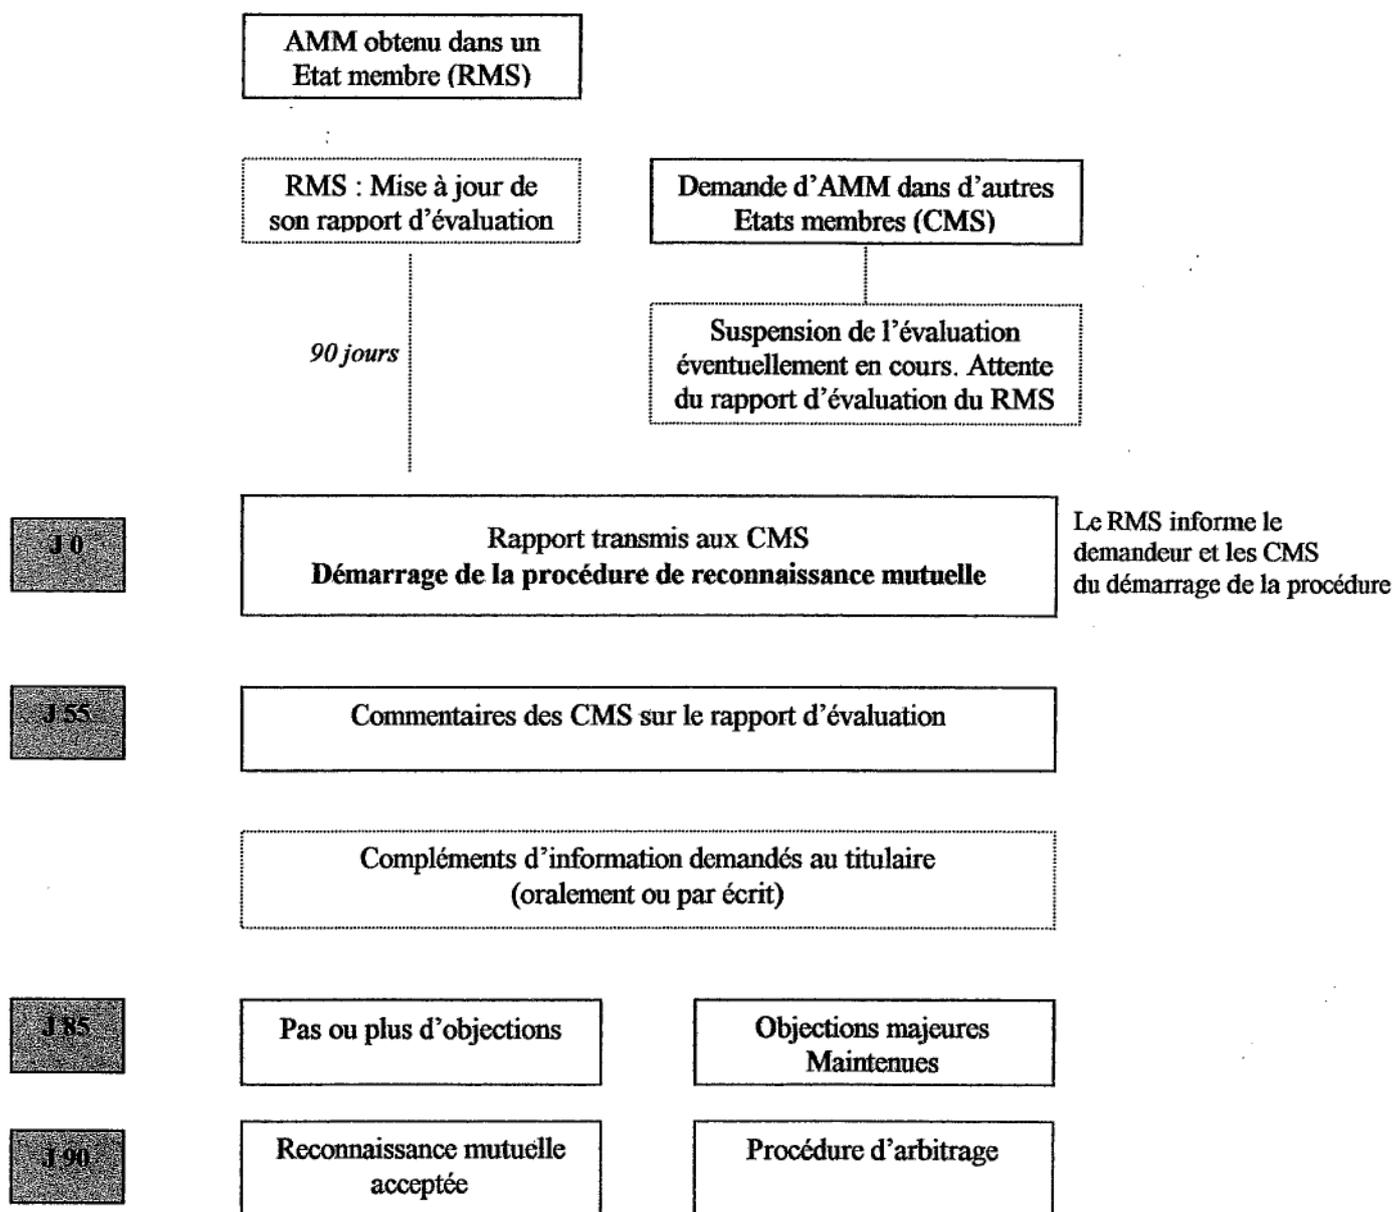 AMM obtenu dans un
Etat membre (RMS)
RMS : Mise à jour de
son rapport d'évaluation
Demande d'AMM dans d'autres
Etats membres (CMS)
90 jours
Suspension de l'évaluation
éventuellement en cours. Attente
du rapport d'évaluation du RMS
J 0
Rapport transmis aux CMS
Démarrage de la procédure de reconnaissance mutuelle
Le RMS informe le
demandeur et les CMS
du démarrage de la procédure
J 55
Commentaires des CMS sur le rapport d'évaluation
Compléments d'information demandés au titulaire
(oralement ou par écrit)
J 85
Pas ou plus d'objections
Objections majeures
Maintenues
J 90
Reconnaissance mutuelle
acceptée
Procédure d'arbitrage